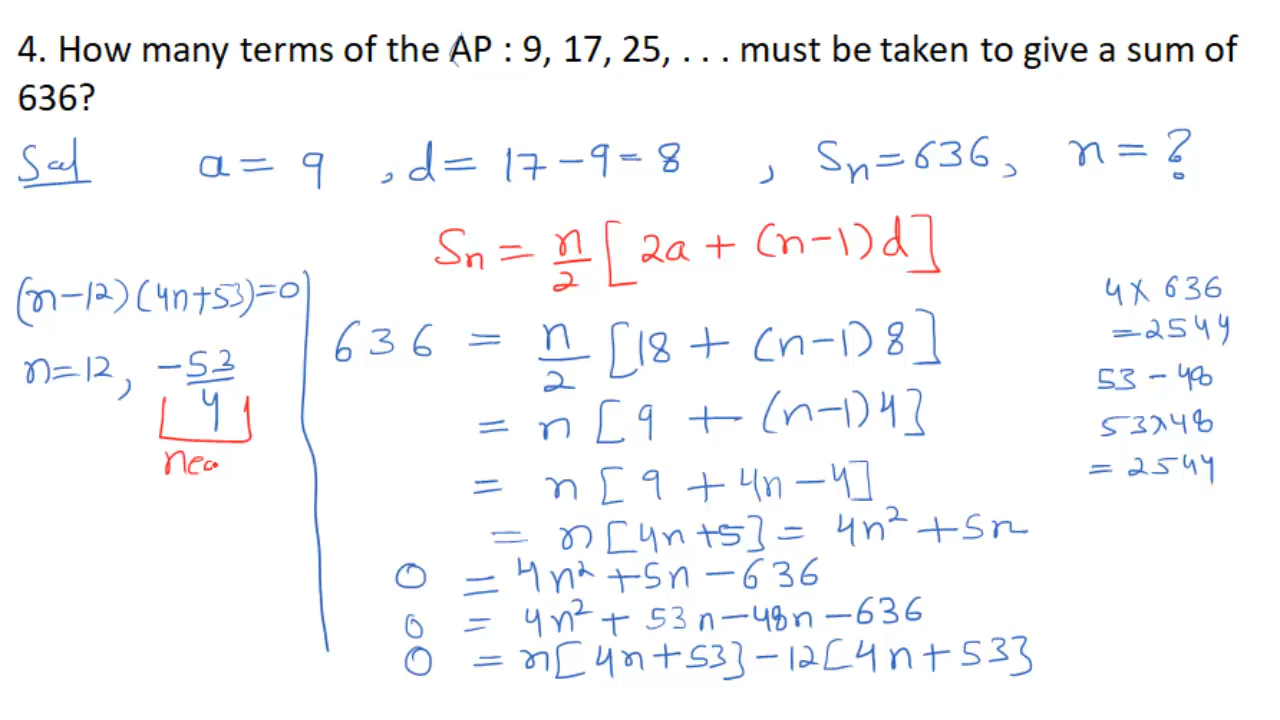 4. How many terms of the AP : 9, 17, 25, . . . must be taken to give a sum of
636?
Sol a = 9 , d = 17 - 9 = 8 , Sn = 636, n = ?
Sn = n/2 [2a + (n-1)d]
636 = n/2 [18 + (n-1)8]
= n [9 + (n-1)4]
= n [9 + 4n - 4]
= n [4n + 5] = 4n² + 5n
0 = 4n² + 5n - 636
0 = 4n² + 53n - 48n - 636
0 = n[4n + 53] - 12[4n + 53]
(n-12)(4n+53)=0
n=12, -53/4
nec
4 × 636
= 2544
53 - 48
53×48
= 2544